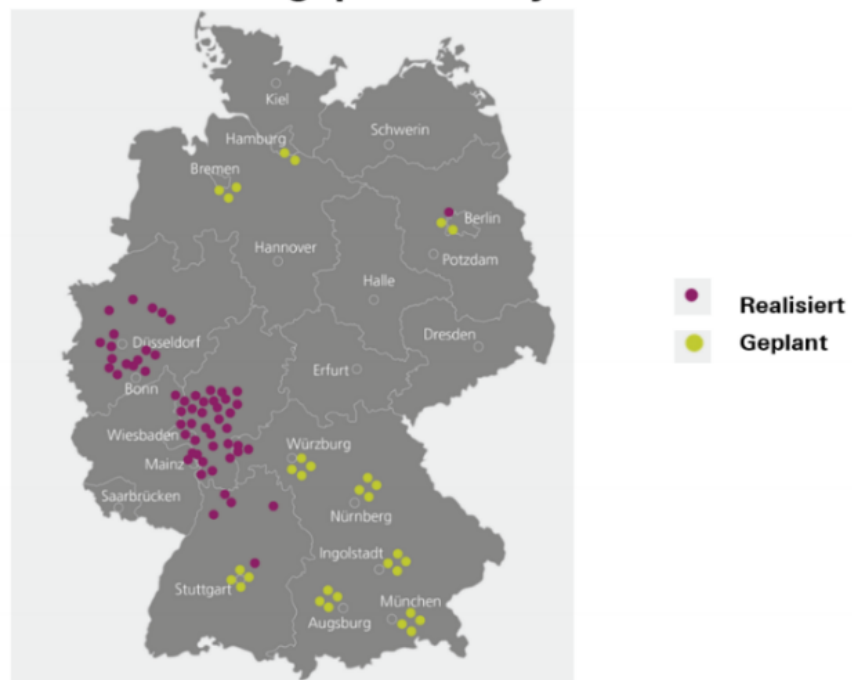 Kiel
Schwerin
Hamburg
Bremen
Berlin
Hannover
Potzdam
Halle
Dresden
Düsseldorf
Erfurt
Bonn
Wiesbaden
Würzburg
Mainz
Saarbrücken
Nürnberg
Ingolstadt
Stuttgart
München
Augsburg
Realisiert
Geplant